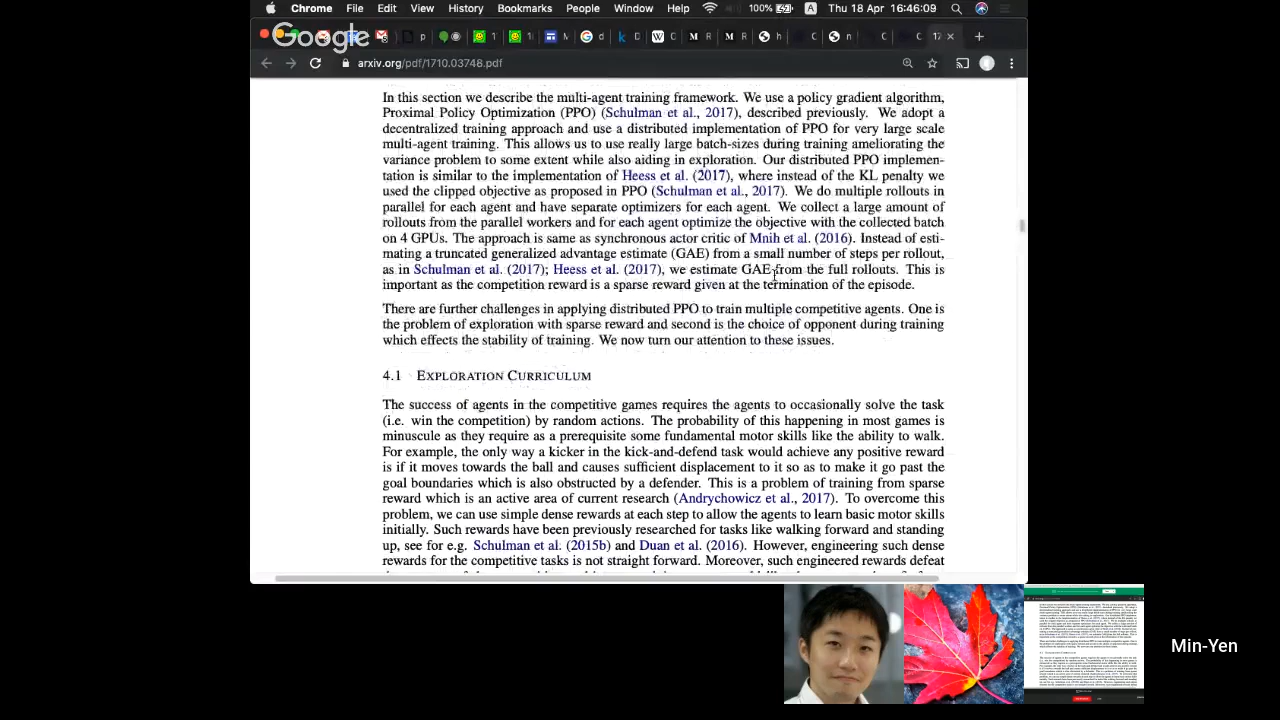 Chrome File Edit View History Bookmarks People Window Help 100% A Thu 18 Apr 16:46:09
Google
arxiv.org/pdf/1710.03748.pdf
In this section we describe the multi-agent training framework. We use a policy gradient algorithm,
Proximal Policy Optimization (PPO) (Schulman et al., 2017), described previously. We adopt a
decentralized training approach and use a distributed implementation of PPO for very large scale
multi-agent training. This allows us to use really large batch-sizes during training ameliorating the
variance problem to some extent while also aiding in exploration. Our distributed PPO implemen-
tation is similar to the implementation of Heess et al. (2017), where instead of the KL penalty we
used the clipped objective as proposed in PPO (Schulman et al., 2017). We do multiple rollouts in
parallel for each agent and have separate optimizers for each agent. We collect a large amount of
rollouts from the parallel workers and for each agent optimize the objective with the collected batch
on 4 GPUs. The approach is same as synchronous actor critic of Mnih et al. (2016). Instead of esti-
mating a truncated generalized advantage estimate (GAE) from a small number of steps per rollout,
as in Schulman et al. (2017); Heess et al. (2017), we estimate GAE from the full rollouts. This is
important as the competition reward is a sparse reward given at the termination of the episode.
There are further challenges in applying distributed PPO to train multiple competitive agents. One is
the problem of exploration with sparse reward and second is the choice of opponent during training
which effects the stability of training. We now turn our attention to these issues.
4.1 EXPLORATION CURRICULUM
The success of agents in the competitive games requires the agents to occasionally solve the task
(i.e. win the competition) by random actions. The probability of this happening in most games is
minuscule as they require as a prerequisite some fundamental motor skills like the ability to walk.
For example, the only way a kicker in the kick-and-defend task would achieve any positive reward
is if it moves towards the ball and causes sufficient displacement to it so as to make it go past the
goal boundaries which is also obstructed by a defender. This is a problem of training from sparse
reward which is an active area of current research (Andrychowicz et al., 2017). To overcome this
problem, we can use simple dense rewards at each step to allow the agents to learn basic motor skills
initially. Such rewards have been previously researched for tasks like walking forward and standing
up, see for e.g. Schulman et al. (2015b) and Duan et al. (2016). However, engineering such dense
rewards for the competitive tasks is not straight forward. Moreover, such engineered rewards defeat
Min-Yen